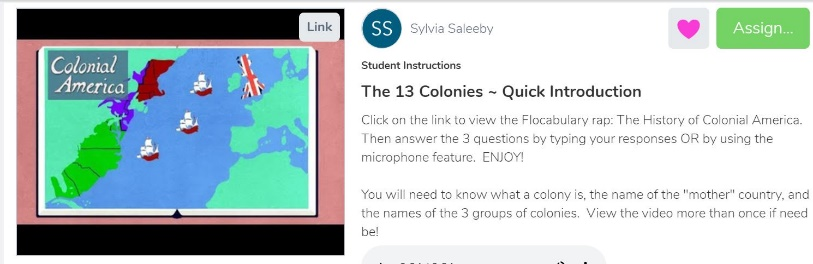 Colonial
America
Link
SS
Sylvia Saleeby
Assign...
Student Instructions
The 13 Colonies ~ Quick Introduction
Click on the link to view the Flocabulary rap: The History of Colonial America.
Then answer the 3 questions by typing your responses OR by using the
microphone feature.  ENJOY!
You will need to know what a colony is, the name of the "mother" country, and
the names of the 3 groups of colonies.  View the video more than once if need
be!